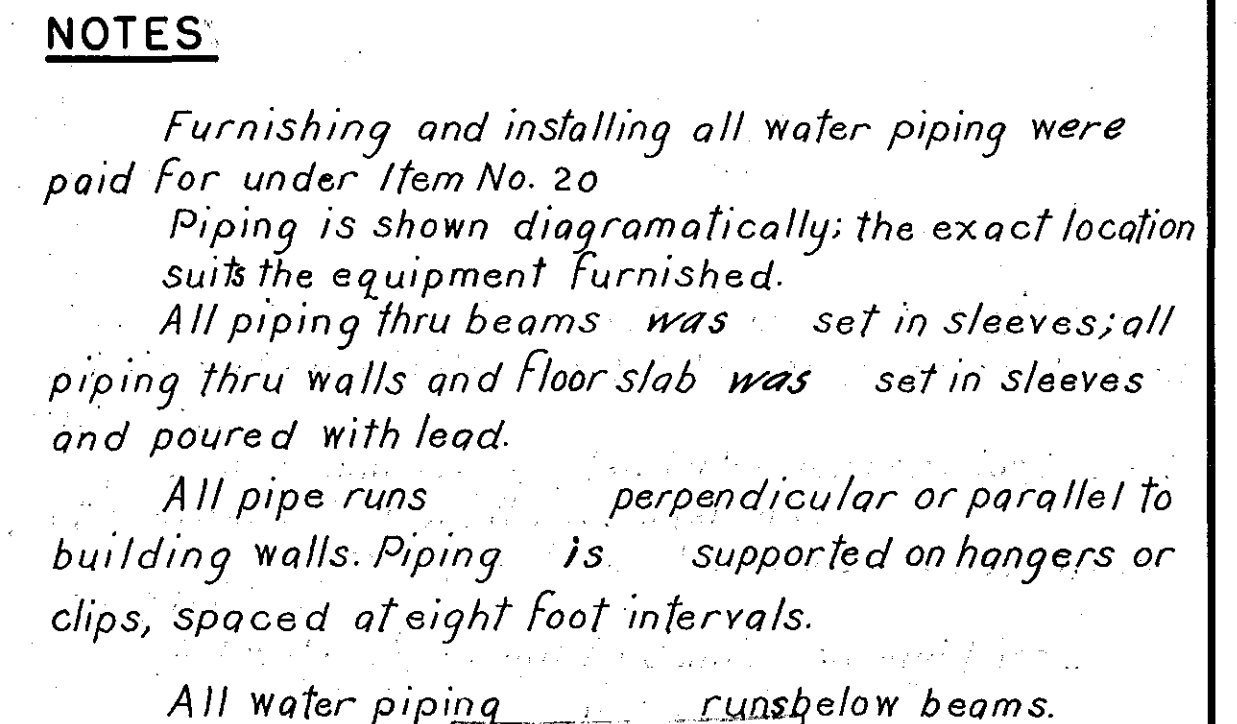 NOTES
Furnishing and installing all water piping were
paid for under Item No. 20
Piping is shown diagramatically; the exact location
suits the equipment furnished.
All piping thru beams was set in sleeves; all
piping thru walls and floor slab was set in sleeves
and poured with lead.
All pipe runs perpendicular or parallel to
building walls. Piping is supported on hangers or
clips, spaced at eight foot intervals.
All water piping runs below beams.